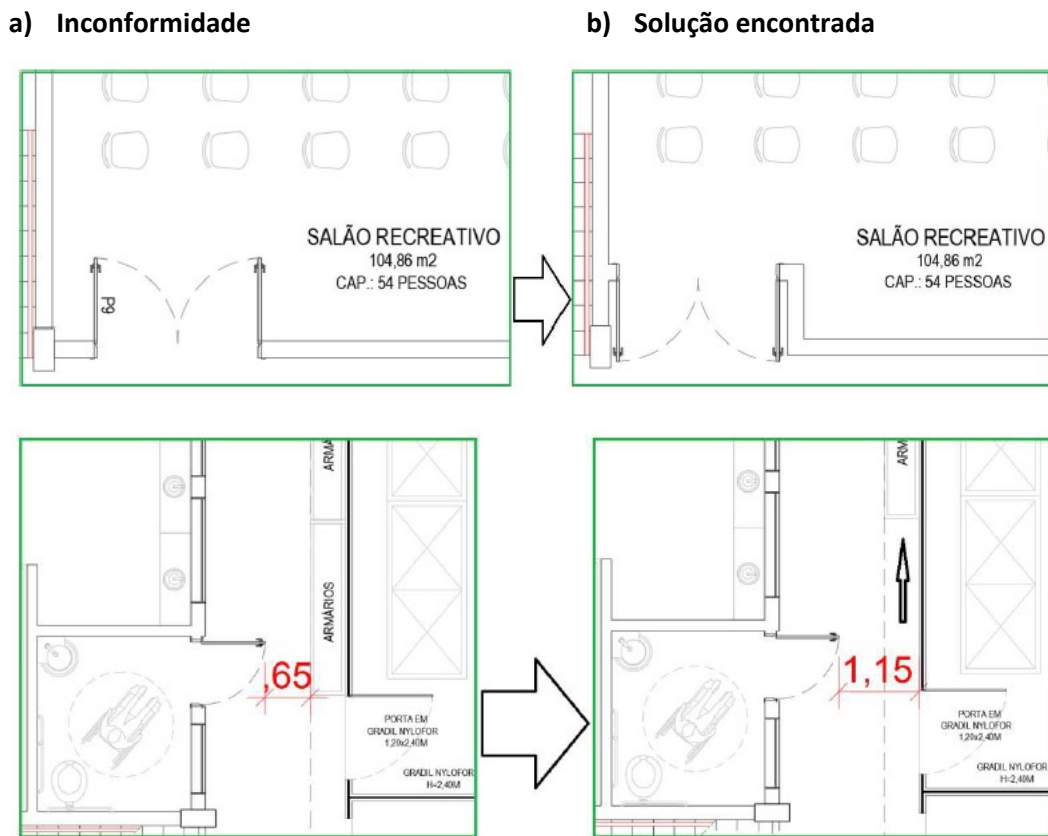 a) Inconformidade
b) Solução encontrada
SALÃO RECREATIVO
104,86 m2
CAP.: 54 PESSOAS
P9
SALÃO RECREATIVO
104,86 m2
CAP.: 54 PESSOAS
ARMA
ARMÁRIOS
,65
PORTA EM
GRADIL NYLOFOR
1,20x2,40M
GRADIL NYLOFOR
H=2,40M
ARM
1,15
PORTA EM
GRADIL NYLOFOR
1,20x2,40M
GRADIL NYLOFOR
H=2,40M